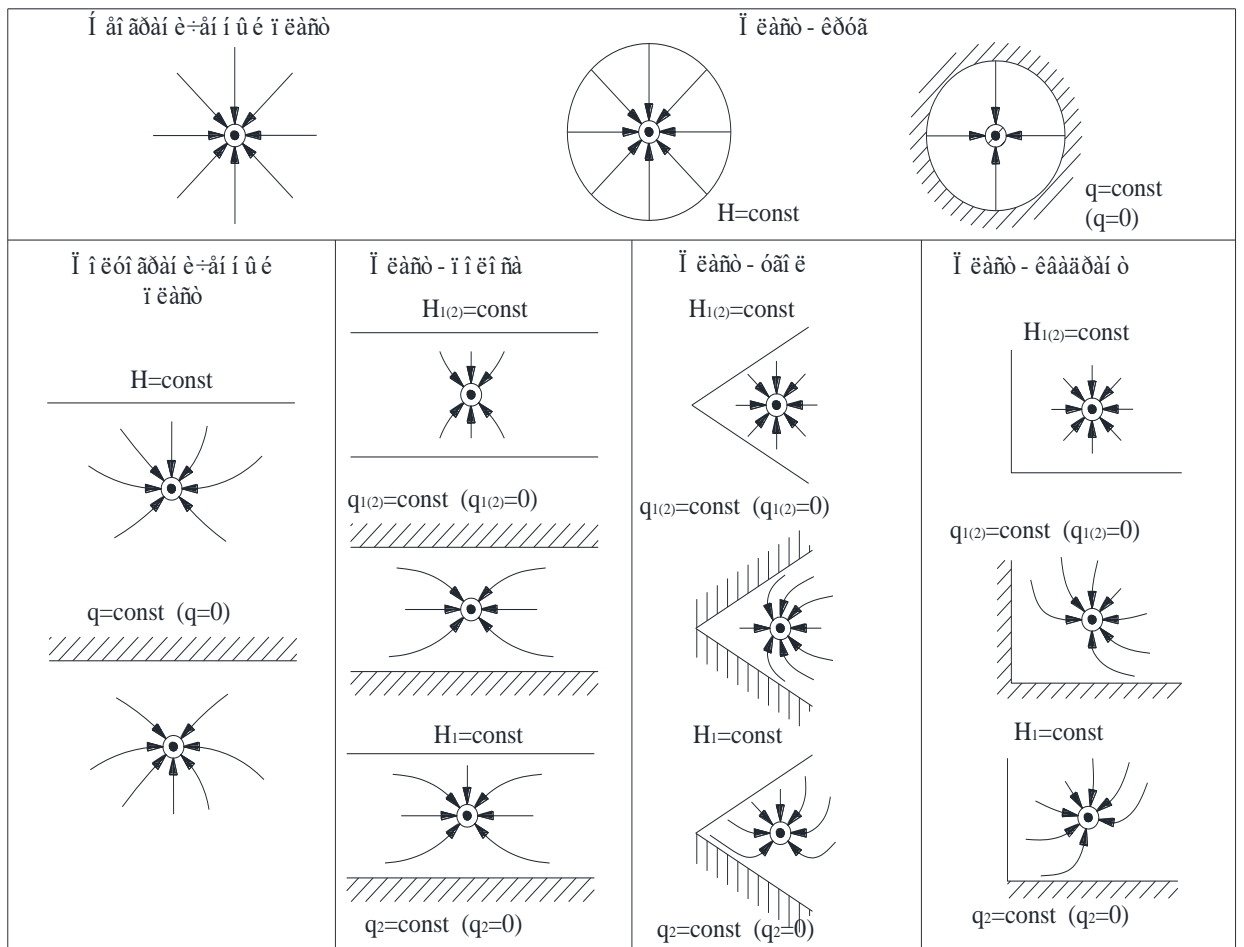 Í åî ãðàí è÷åí í û é ï ëàñò
Ï ëàñò - êðóã
H=const
q=const
(q=0)
Ï î ëóî ãðàí è÷åí í û é
ï ëàñò
H=const
q=const (q=0)
Ï ëàñò - ï î ëî ñà
H1(2)=const
q1(2)=const (q1(2)=0)
H1=const
q2=const (q2=0)
Ï ëàñò - óãî ë
H1(2)=const
q1(2)=const (q1(2)=0)
H1=const
q2=const (q2=0)
Ï ëàñò - êâàäðàí ò
H1(2)=const
q1(2)=const (q1(2)=0)
H1=const
q2=const (q2=0)